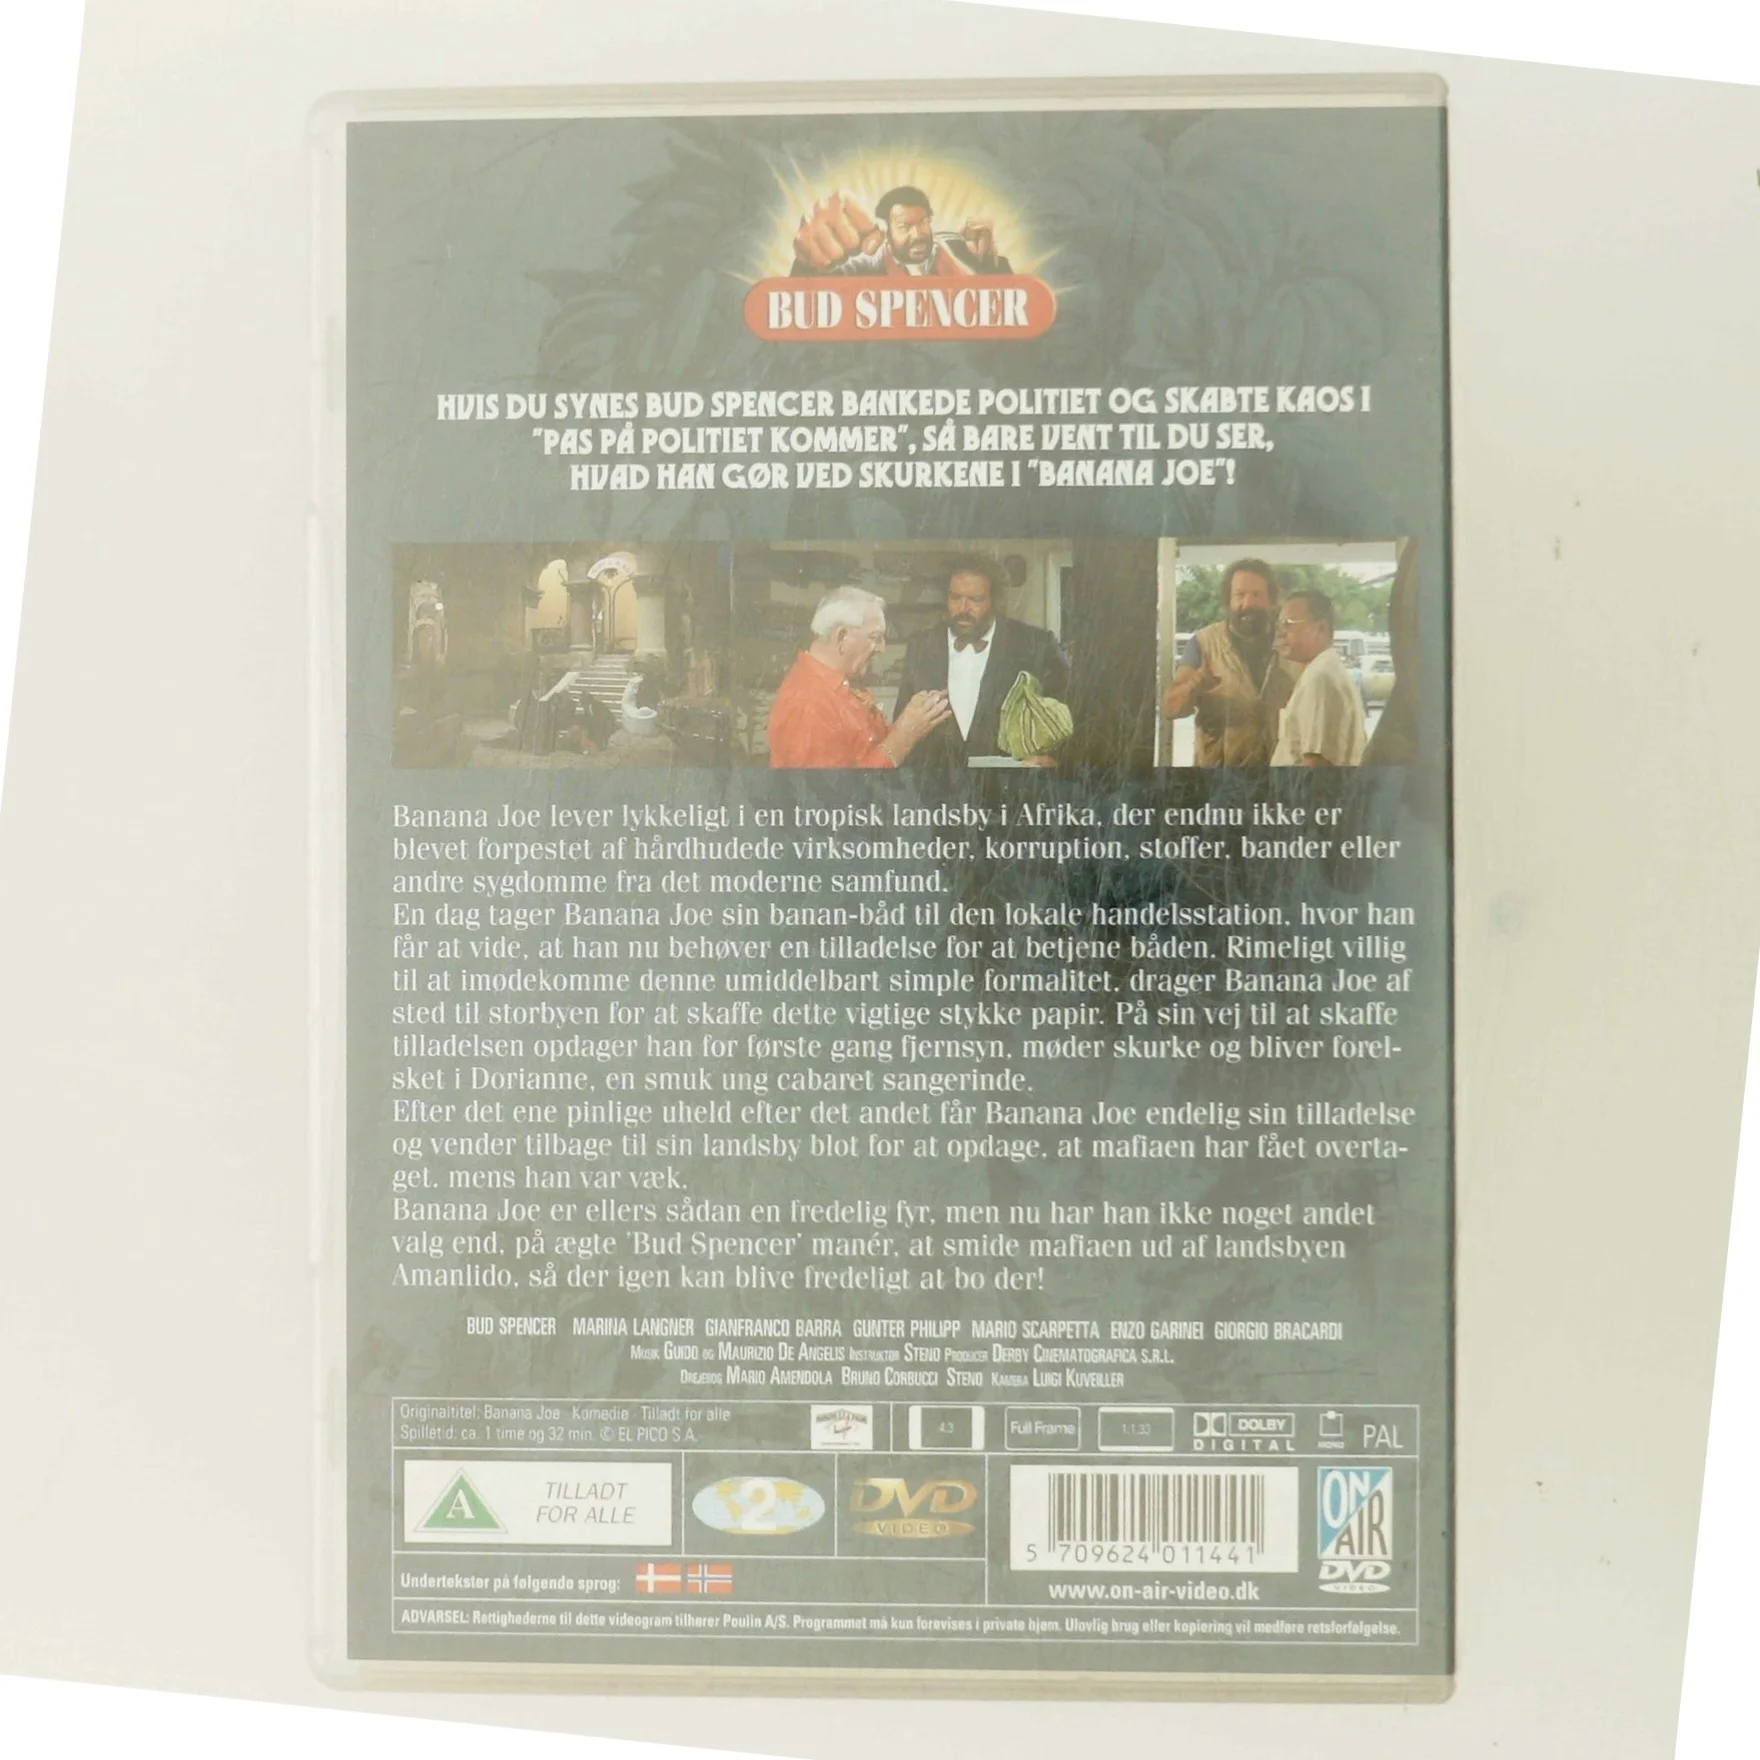 BUD SPENCER
HVIS DU SYNES BUD SPENCER BANKEDE POLITIET OG SKABTE KAOS I
"PAS PÅ POLITIET KOMMER", SÅ BARE VENT TIL DU SER,
HVAD HAN GØR VED SKURKENE I "BANANA JOE"!
Banana Joe lever lykkeligt i en tropisk landsby i Afrika, der endnu ikke er
blevet forpestet af hårdhudede virksomheder, korruption, stoffer, bander eller
andre sygdomme fra det moderne samfund.
En dag tager Banana Joe sin banan-båd til den lokale handelsstation, hvor han
får at vide, at han nu behøver en tilladelse for at betjene båden. Rimeligt villig
til at imødekomme denne umiddelbart simple formalitet, drager Banana Joe af
sted til storbyen for at skaffe dette vigtige stykke papir. På sin vej til at skaffe
tilladelsen opdager han for første gang fjernsyn, møder skurke og bliver forel-
sket i Dorianne, en smuk ung cabaret sangerinde.
Efter det ene pinlige uheld efter det andet får Banana Joe endelig sin tilladelse
og vender tilbage til sin landsby blot for at opdage, at mafiaen har fået overta-
get, mens han var væk.
Banana Joe er ellers sådan en fredelig fyr, men nu har han ikke noget andet
valg end, på ægte 'Bud Spencer' manér, at smide mafiaen ud af landsbyen
Amanlido, så der igen kan blive fredeligt at bo der!
BUD SPENCER MARINA LANGNER GIANFRANCO BARRA GUNTER PHILIPP MARIO SCARPETTA ENZO GARINEI GIORGIO BRACARDI
MUSIK GUIDO OG MAURIZIO DE ANGELIS INSTRUKTØR STENO PRODUCER DERBY CINEMATOGRAFICA S.R.L.
DREJEBOG MARIO AMENDOLA BRUNO CORBUCCI STENO KAMERA LUIGI KUVEILLER
Originaltitel: Banana Joe Komedie Tilladt for alle
Spilletid: ca. 1 time og 32 min. © EL PICO S.A.
4:3
Full Frame
1:1.33
DOLBY
DIGITAL
MONO
PAL
A
TILLADT
FOR ALLE
2
DVD
VIDEO
5 709624 011441
ON
AIR
DVD
VIDEO
www.on-air-video.dk
Undertekster på følgende sprog:
ADVARSEL: Rettighederne til dette videogram tilhører Poulin A/S. Programmet må kun forevises i private hjem. Ulovlig brug eller kopiering vil medføre retsforfølgelse.